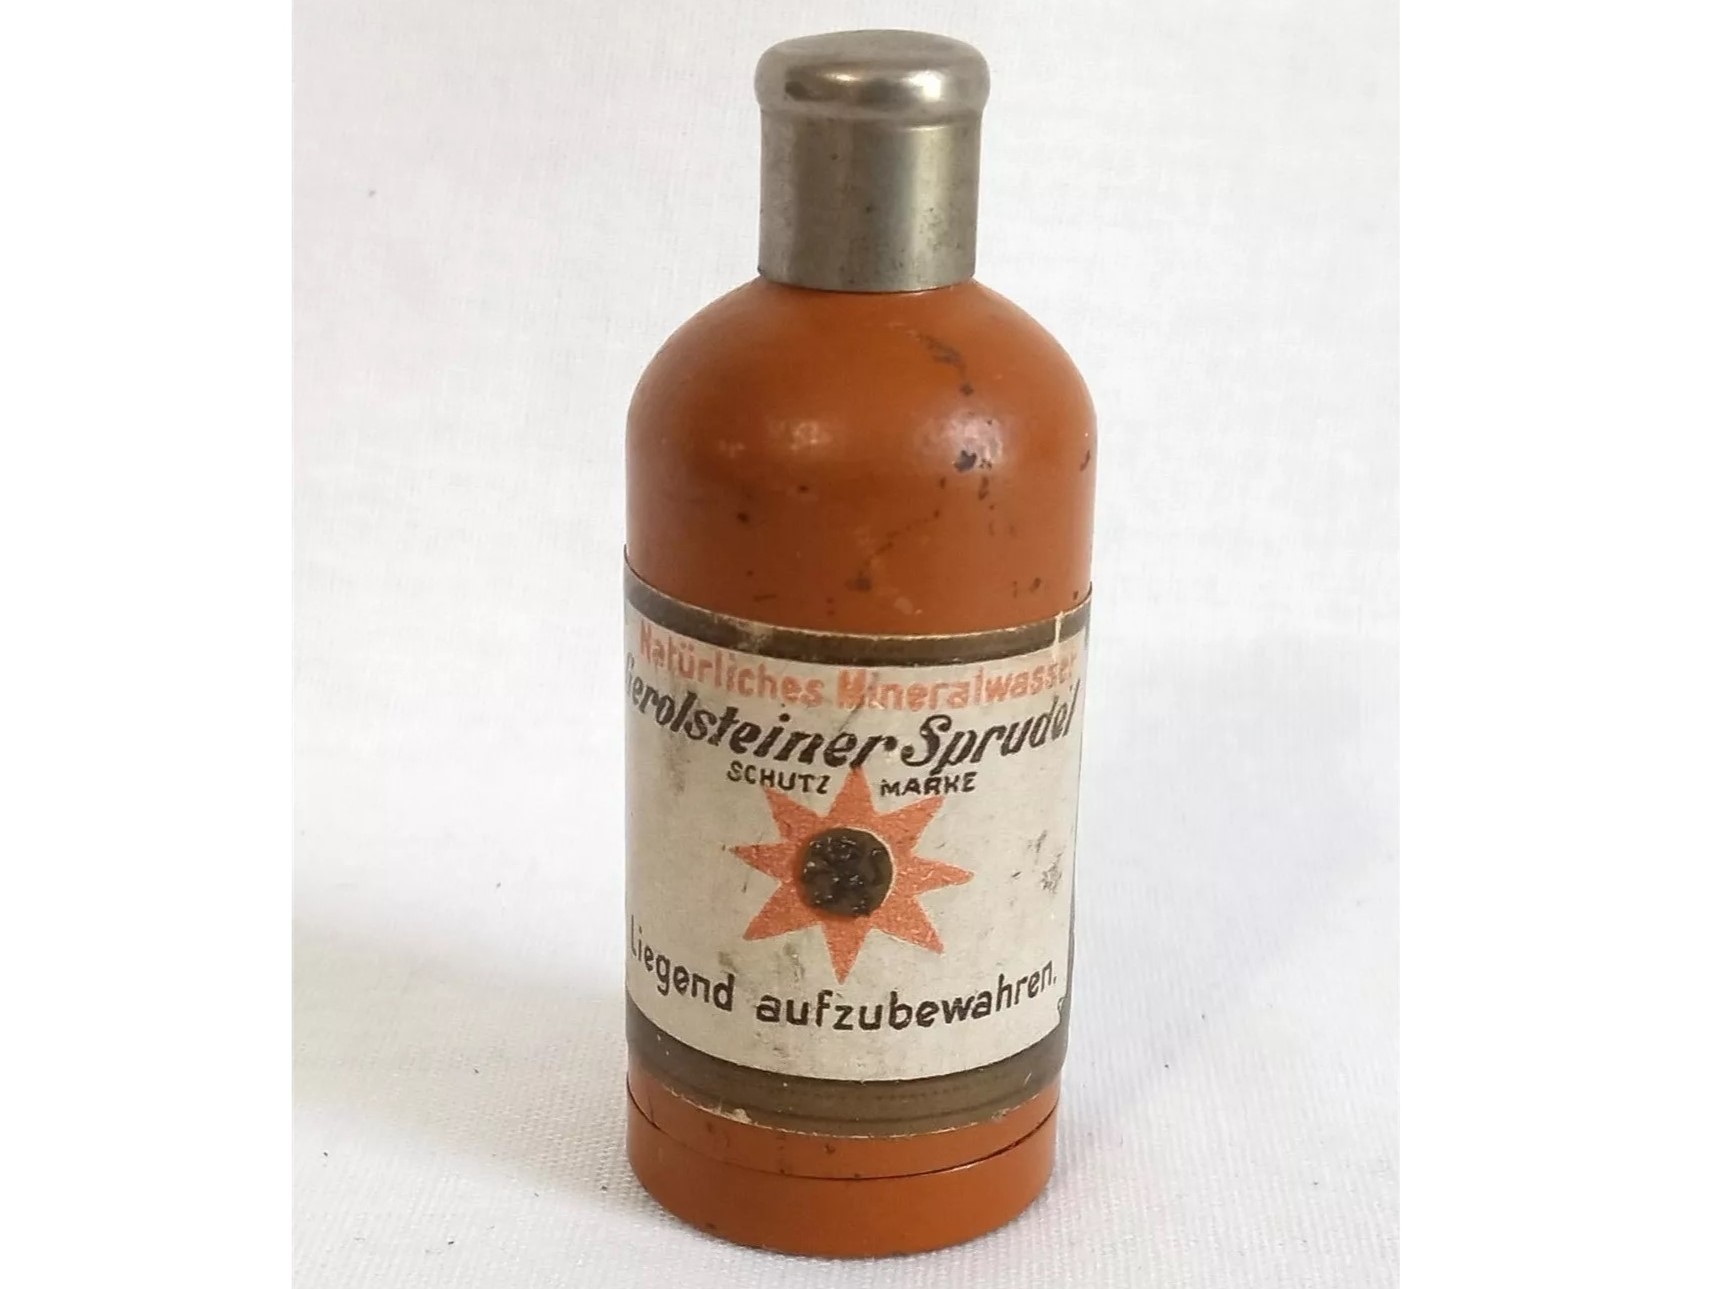 Natürliches Mineralwasser
Gerolsteiner Sprudel
SCHUTZ MARKE
Liegend aufzubewahren.